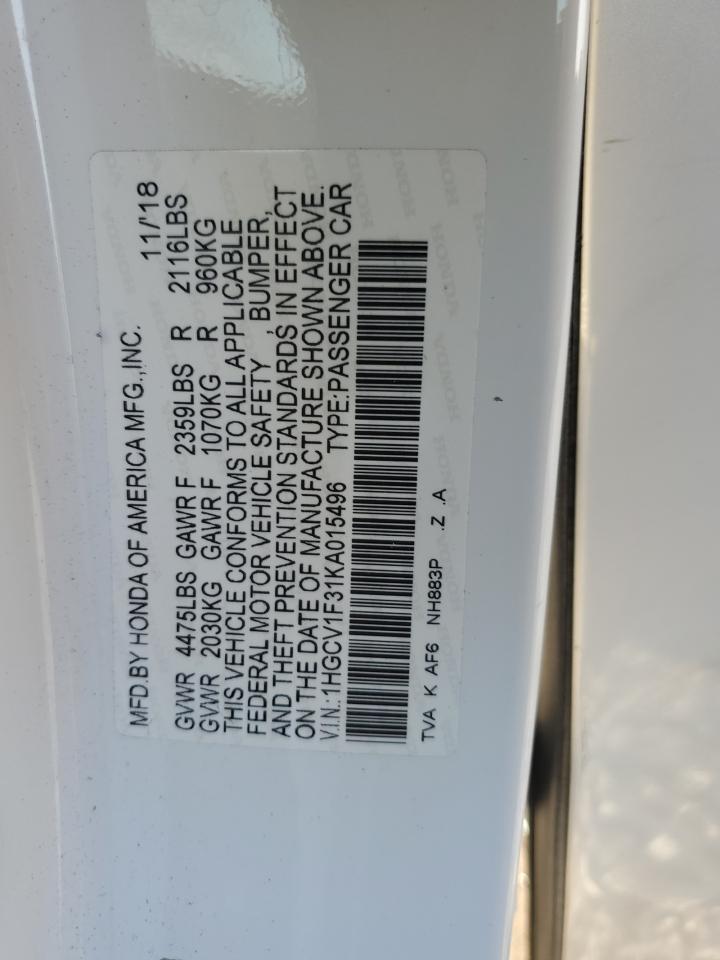 MFD.BY HONDA OF AMERICA MFG.,INC. 11/'18
GVWR 4475LBS GAWR F 2359LBS R 2116LBS
GVWR 2030KG GAWR F 1070KG R 960KG
THIS VEHICLE CONFORMS TO ALL APPLICABLE
FEDERAL MOTOR VEHICLE SAFETY , BUMPER,
AND THEFT PREVENTION STANDARDS, IN EFFECT
ON THE DATE OF MANUFACTURE SHOWN ABOVE.
V.I.N.:1HGCV1F31KA015496 TYPE:PASSENGER CAR
TVA K AF6 NH883P .Z .A